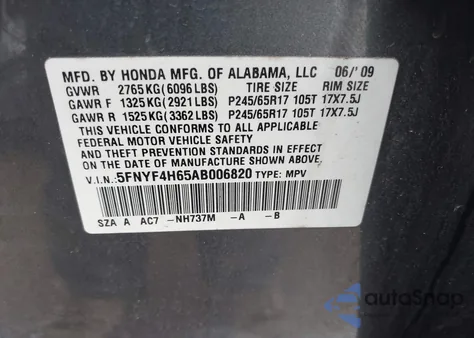 MFD. BY HONDA MFG. OF ALABAMA, LLC 06/'09
GVWR 2765KG(6096LBS) TIRE SIZE RIM SIZE
GAWR F 1325KG(2921LBS) P245/65R17 105T 17X7.5J
GAWR R 1525KG(3362LBS) P245/65R17 105T 17X7.5J
THIS VEHICLE CONFORMS TO ALL APPLICABLE
FEDERAL MOTOR VEHICLE SAFETY STANDARDS IN EFFECT
ON THE DATE OF MANUFACTURE SHOWN ABOVE.
V.I.N.: 5FNYF4H65AB006820 TYPE: MPV
SZA A AC7 -NH737M -A -B
autoSnap